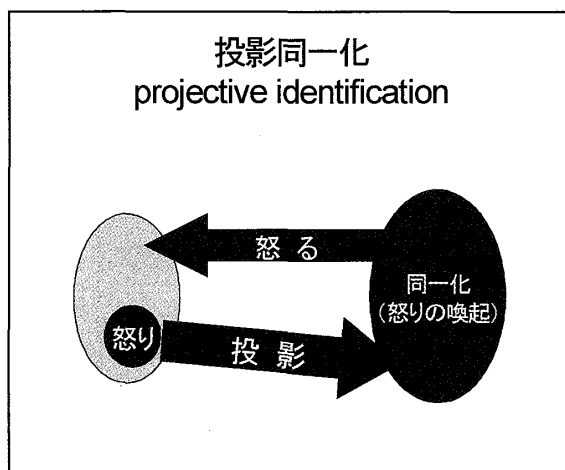 投影同一化
projective identification
怒る
同一化
(怒りの喚起)
怒り
投影